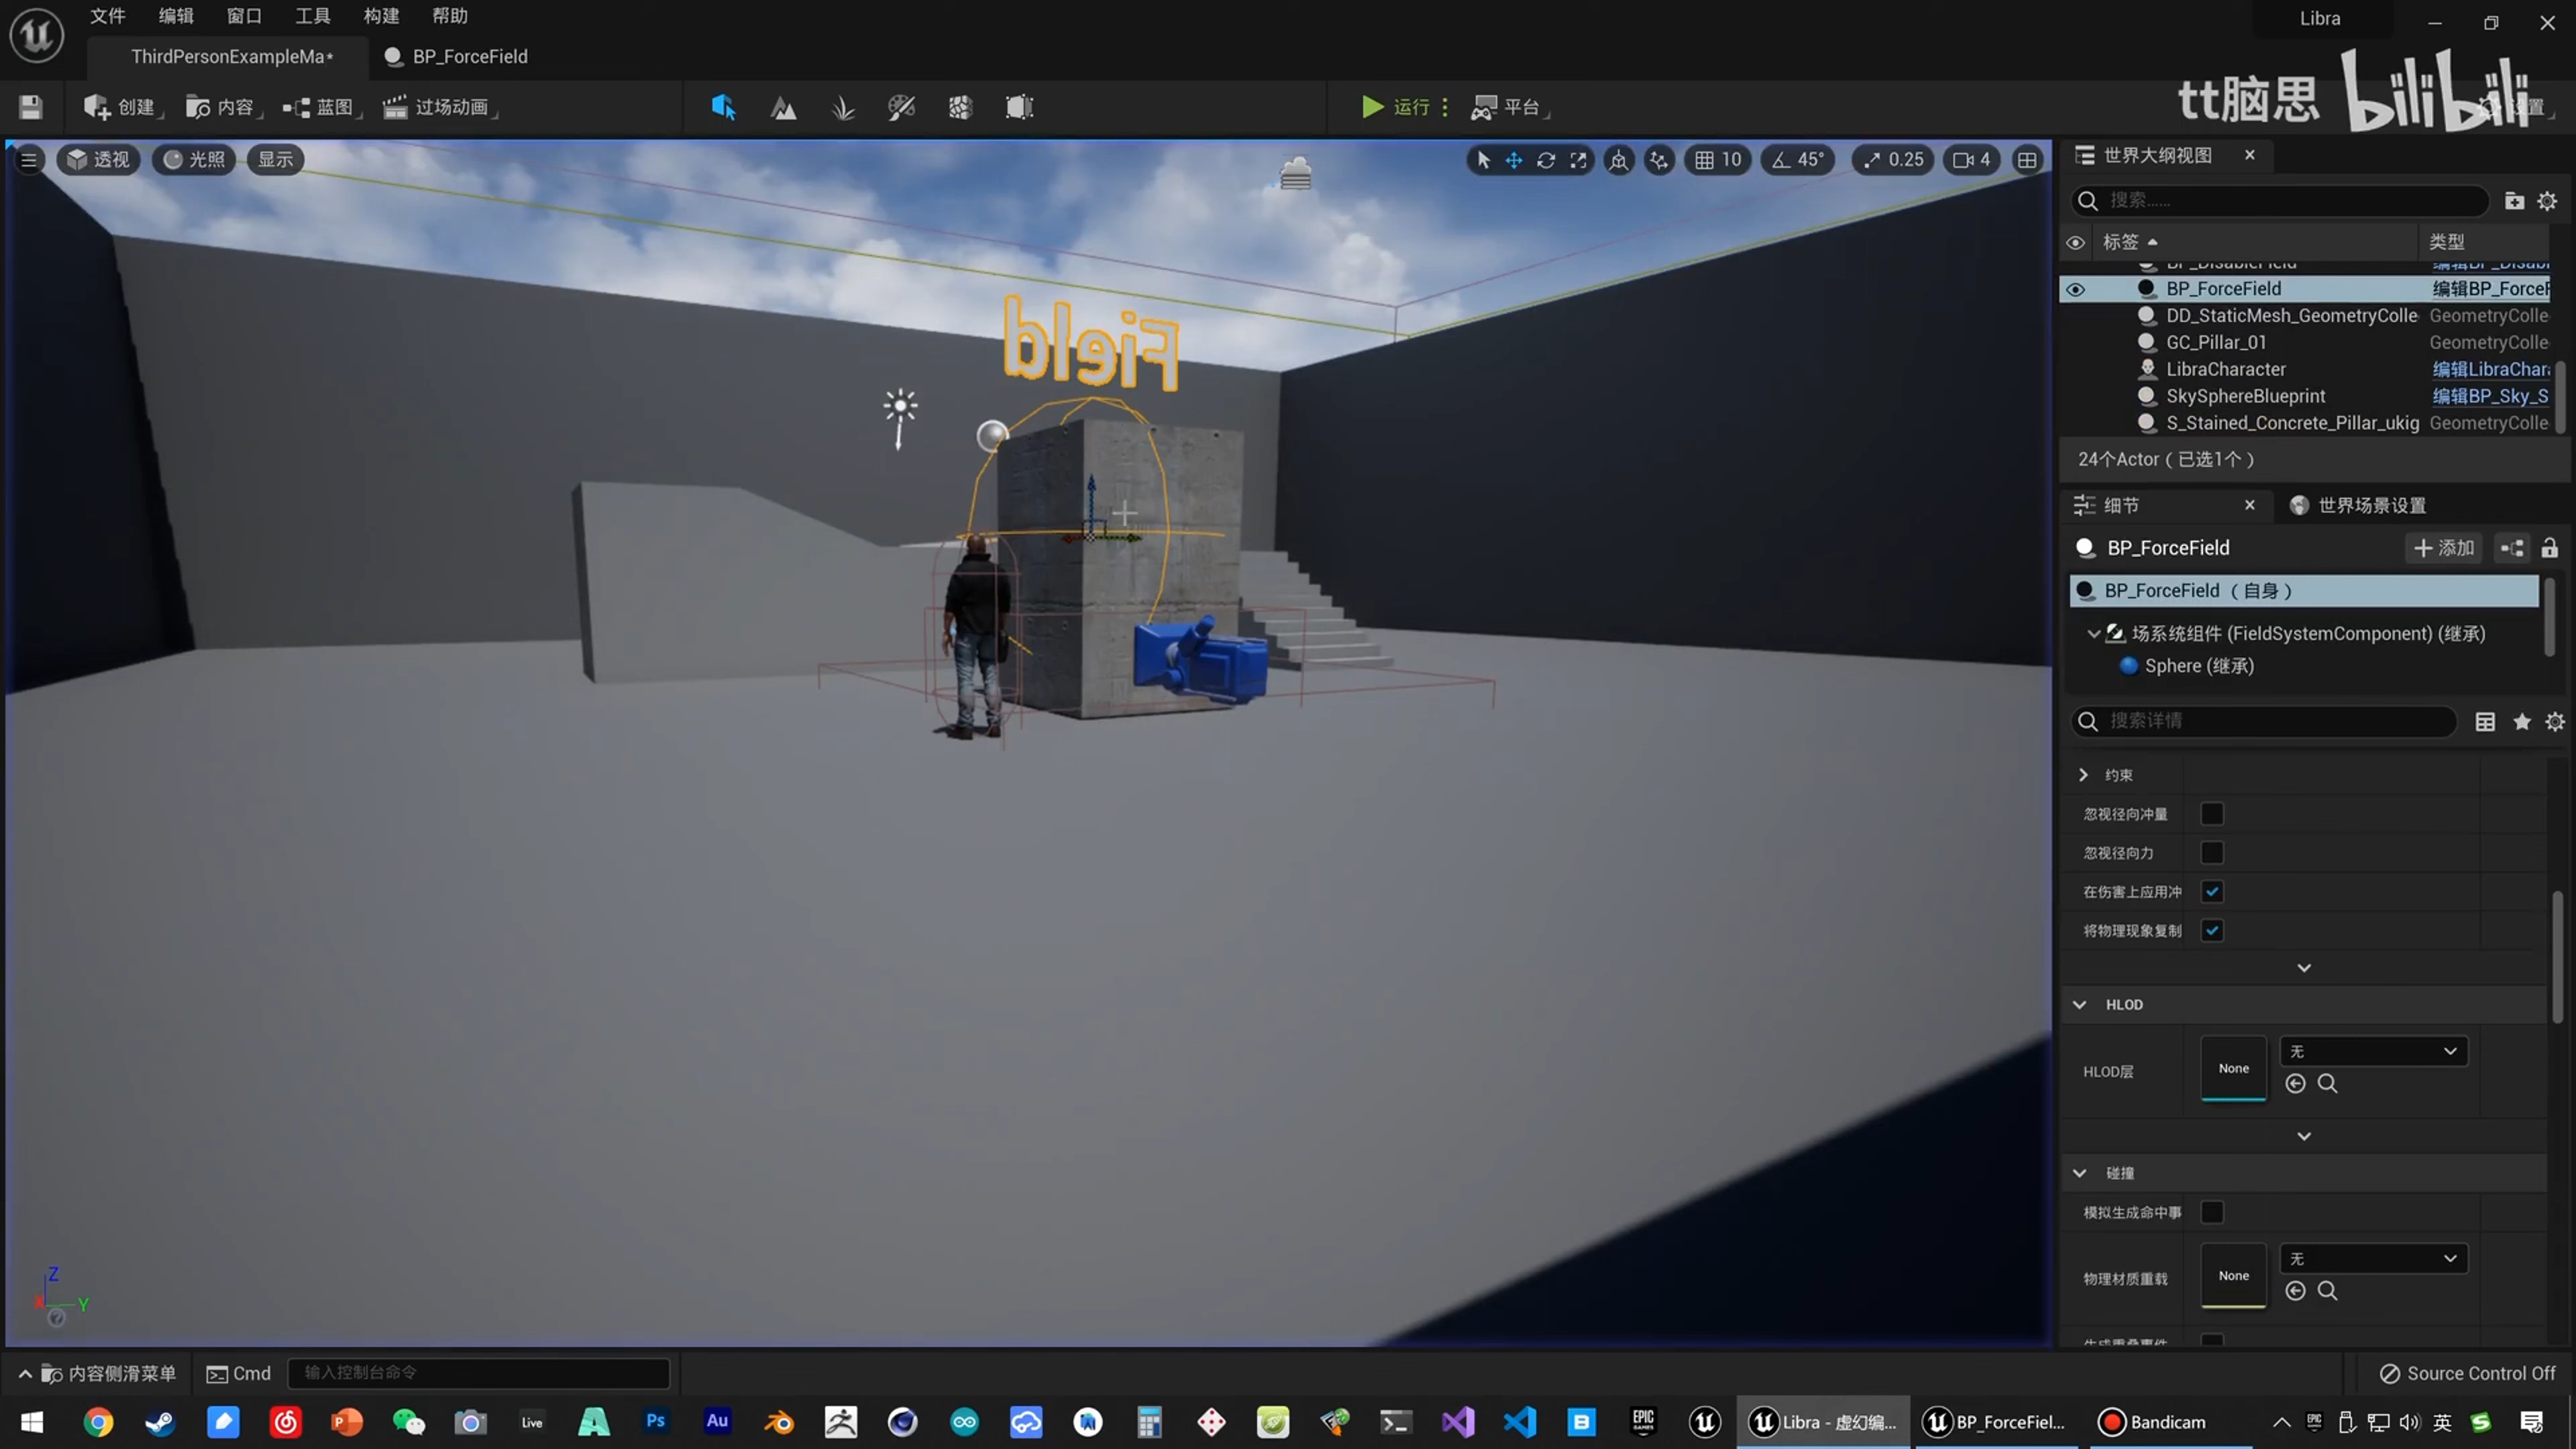 文件 编辑 窗口 工具 构建 帮助
Libra
ThirdPersonExampleMa*
BP_ForceField
tt脑思 bilibili
创建 内容 蓝图 过场动画
运行 平台
透视 光照 显示
10 45° 0.25 4
Field
世界大纲视图
搜索......
标签 类型
BP_DisableField
BP_ForceField 编辑BP_ForceF
DD_StaticMesh_GeometryColle GeometryColle
GC_Pillar_01 GeometryColle
LibraCharacter 编辑LibraChar
SkySphereBlueprint 编辑BP_Sky_S
S_Stained_Concrete_Pillar_ukig GeometryColle
24个Actor（已选1个）
细节 世界场景设置
BP_ForceField 添加
BP_ForceField （自身）
场系统组件 (FieldSystemComponent) (继承)
Sphere (继承)
搜索详情
约束
忽视径向冲量
忽视径向力
在伤害上应用冲
将物理现象复制
HLOD
HLOD层 None 无
碰撞
模拟生成命中事
物理材质重载 None 无
Z
X Y
内容侧滑菜单 Cmd 输入控制台命令
Source Control Off
Live Ps Au EPIC GAMES Libra - 虚幻编... BP_ForceFiel... Bandicam 英